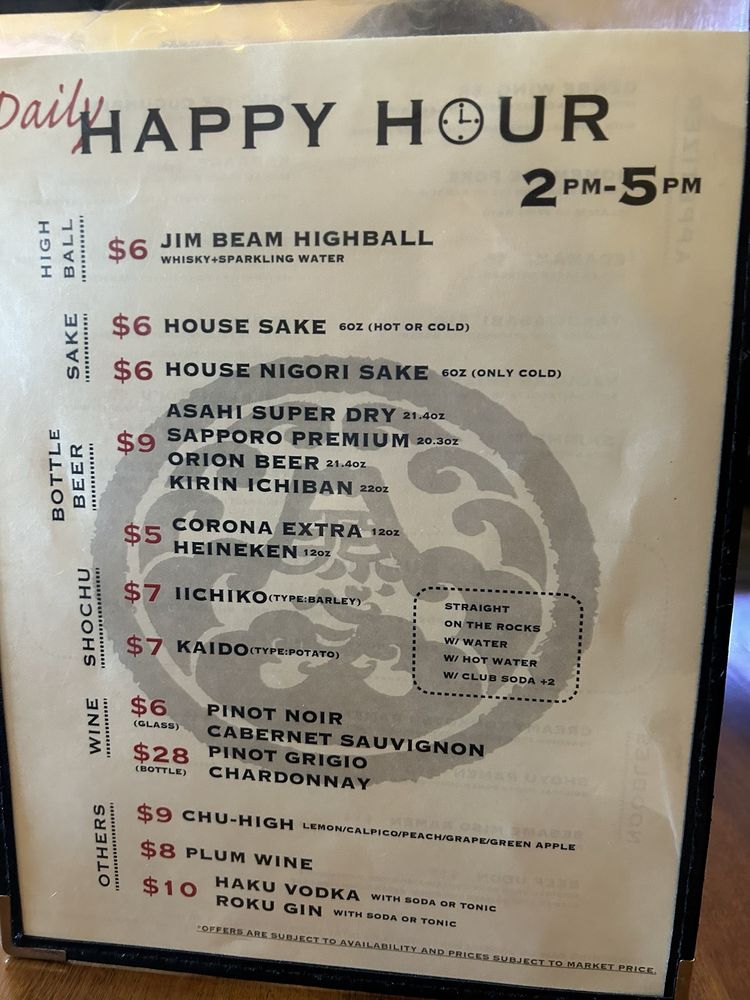 Daily
HAPPY HOUR
2PM-5PM
HIGH BALL
$6 JIM BEAM HIGHBALL
WHISKY+SPARKLING WATER
SAKE
$6 HOUSE SAKE 6OZ (HOT OR COLD)
$6 HOUSE NIGORI SAKE 6OZ (ONLY COLD)
BOTTLE BEER
$9
ASAHI SUPER DRY 21.4OZ
SAPPORO PREMIUM 20.3OZ
ORION BEER 21.4OZ
KIRIN ICHIBAN 22OZ
$5
CORONA EXTRA 12OZ
HEINEKEN 12OZ
SHOCHU
$7 IICHIKO(TYPE:BARLEY)
$7 KAIDO(TYPE:POTATO)
STRAIGHT
ON THE ROCKS
W/ WATER
W/ HOT WATER
W/ CLUB SODA +2
WINE
$6
(GLASS)
$28
(BOTTLE)
PINOT NOIR
CABERNET SAUVIGNON
PINOT GRIGIO
CHARDONNAY
OTHERS
$9 CHU-HIGH LEMON/CALPICO/PEACH/GRAPE/GREEN APPLE
$8 PLUM WINE
$10
HAKU VODKA WITH SODA OR TONIC
ROKU GIN WITH SODA OR TONIC
*OFFERS ARE SUBJECT TO AVAILABILITY AND PRICES SUBJECT TO MARKET PRICE.